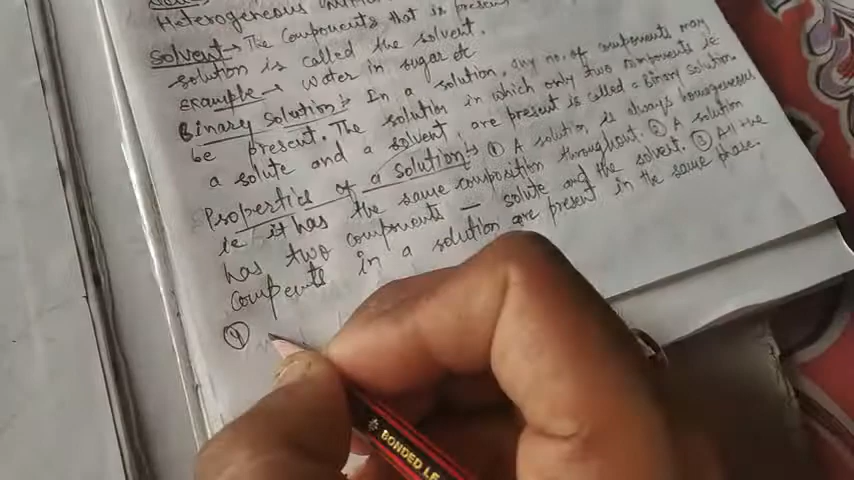 Heterogeneous
Solvent → The components that is present
solution is called the solvent.
Example → water in sugar etc
Binary solution :- In a solution, any no. of components may
be present. The solution in which only two components ie
a solute and a solvent are present is called a Binary solution.
Properties of a solution :- ① A solution is always homogeneous
ie it has the same composition throughout. ② A solution
has two components - solute and the solvent. ③ All the
components in a solution are present in the same phase.
④
BONDED LE